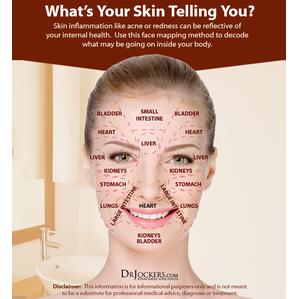 What's Your Skin Telling You?
Skin inflammation like acne or redness can be reflective of
your internal health. Use this face mapping method to decode
what may be going on inside your body.
BLADDER
SMALL
INTESTINE
BLADDER
HEART
HEART
LIVER
LIVER
LIVER
KIDNEYS
KIDNEYS
STOMACH
STOMACH
LARGE INTESTINE
LARGE INTESTINE
LUNGS
HEART
LUNGS
KIDNEYS
BLADDER
DRJOCKERS.COM
Disclaimer: This information is for informational purposes only and is not meant
to be a substitute for professional medical advice, diagnosis or treatment.